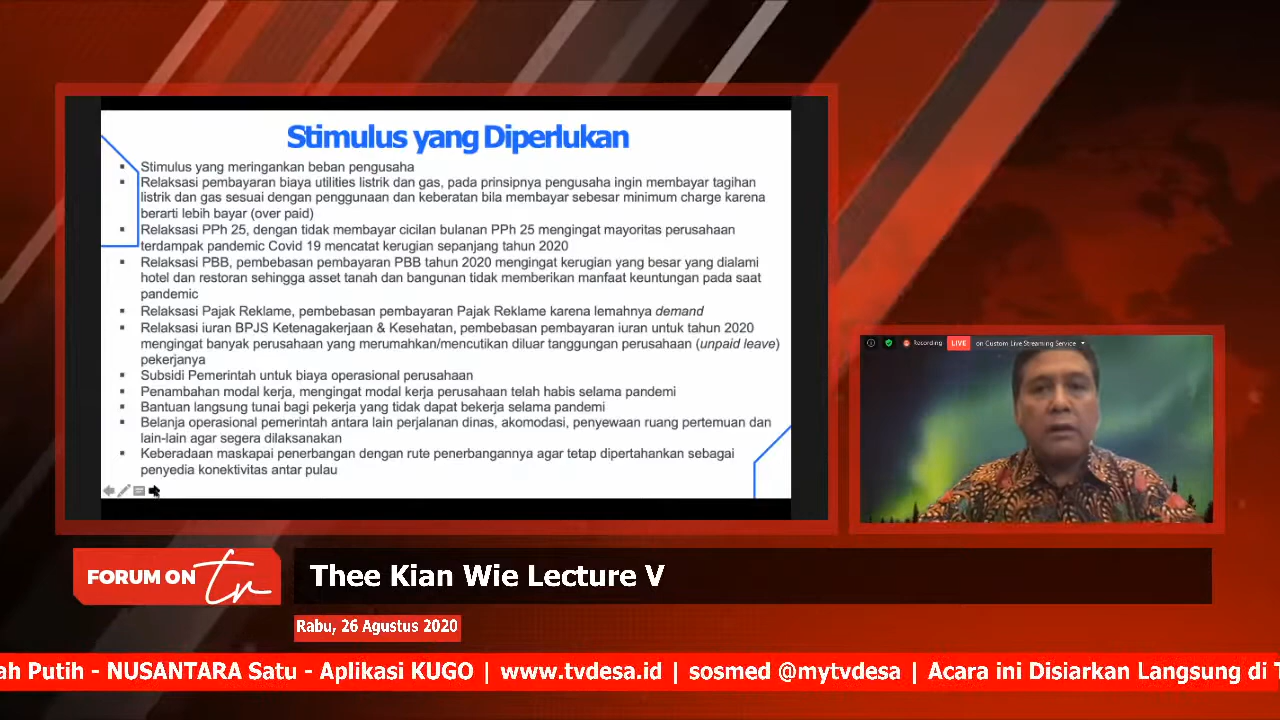 Stimulus yang Diperlukan
▪ Stimulus yang meringankan beban pengusaha
▪ Relaksasi pembayaran biaya utilities listrik dan gas, pada prinsipnya pengusaha ingin membayar tagihan
listrik dan gas sesuai dengan penggunaan dan keberatan bila membayar sebesar minimum charge karena
berarti lebih bayar (over paid)
▪ Relaksasi PPh 25, dengan tidak membayar cicilan bulanan PPh 25 mengingat mayoritas perusahaan
terdampak pandemic Covid 19 mencatat kerugian sepanjang tahun 2020
▪ Relaksasi PBB, pembebasan pembayaran PBB tahun 2020 mengingat kerugian yang besar yang dialami
hotel dan restoran sehingga asset tanah dan bangunan tidak memberikan manfaat keuntungan pada saat
pandemic
▪ Relaksasi Pajak Reklame, pembebasan pembayaran Pajak Reklame karena lemahnya demand
▪ Relaksasi iuran BPJS Ketenagakerjaan & Kesehatan, pembebasan pembayaran iuran untuk tahun 2020
mengingat banyak perusahaan yang merumahkan/mencutikan diluar tanggungan perusahaan (unpaid leave)
pekerjanya
▪ Subsidi Pemerintah untuk biaya operasional perusahaan
▪ Penambahan modal kerja, mengingat modal kerja perusahaan telah habis selama pandemi
▪ Bantuan langsung tunai bagi pekerja yang tidak dapat bekerja selama pandemi
▪ Belanja operasional pemerintah antara lain perjalanan dinas, akomodasi, penyewaan ruang pertemuan dan
lain-lain agar segera dilaksanakan
▪ Keberadaan maskapai penerbangan dengan rute penerbangannya agar tetap dipertahankan sebagai
penyedia konektivitas antar pulau
Recording LIVE on Custom Live Streaming Service
FORUM ON tv
Thee Kian Wie Lecture V
Rabu, 26 Agustus 2020
ah Putih - NUSANTARA Satu - Aplikasi KUGO | www.tvdesa.id | sosmed @mytvdesa | Acara ini Disiarkan Langsung di T